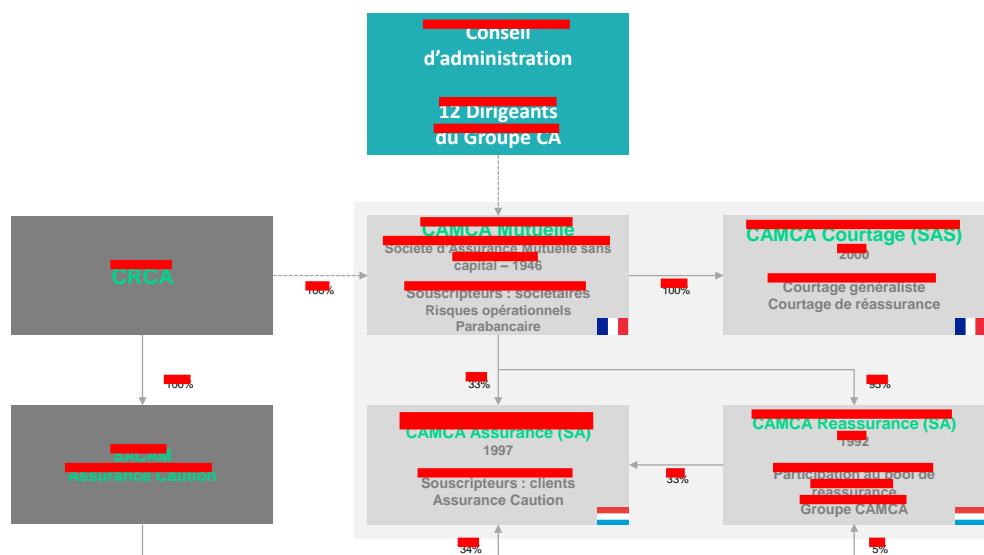 Conseil
d'administration
12 Dirigeants
du Groupe CA
CAMCA Mutuelle
Société d'Assurance Mutuelle sans
capital – 1946
Souscripteurs : sociétaires
Risques opérationnels
Parabancaire
CAMCA Courtage (SAS)
2000
Courtage généraliste
Courtage de réassurance
CRCA
100%
100%
100%
33%
95%
SACAM
Assurance Caution
CAMCA Assurance (SA)
1997
Souscripteurs : clients
Assurance Caution
33%
CAMCA Réassurance (SA)
1992
Participation au pool de
réassurance
Groupe CAMCA
34%
5%